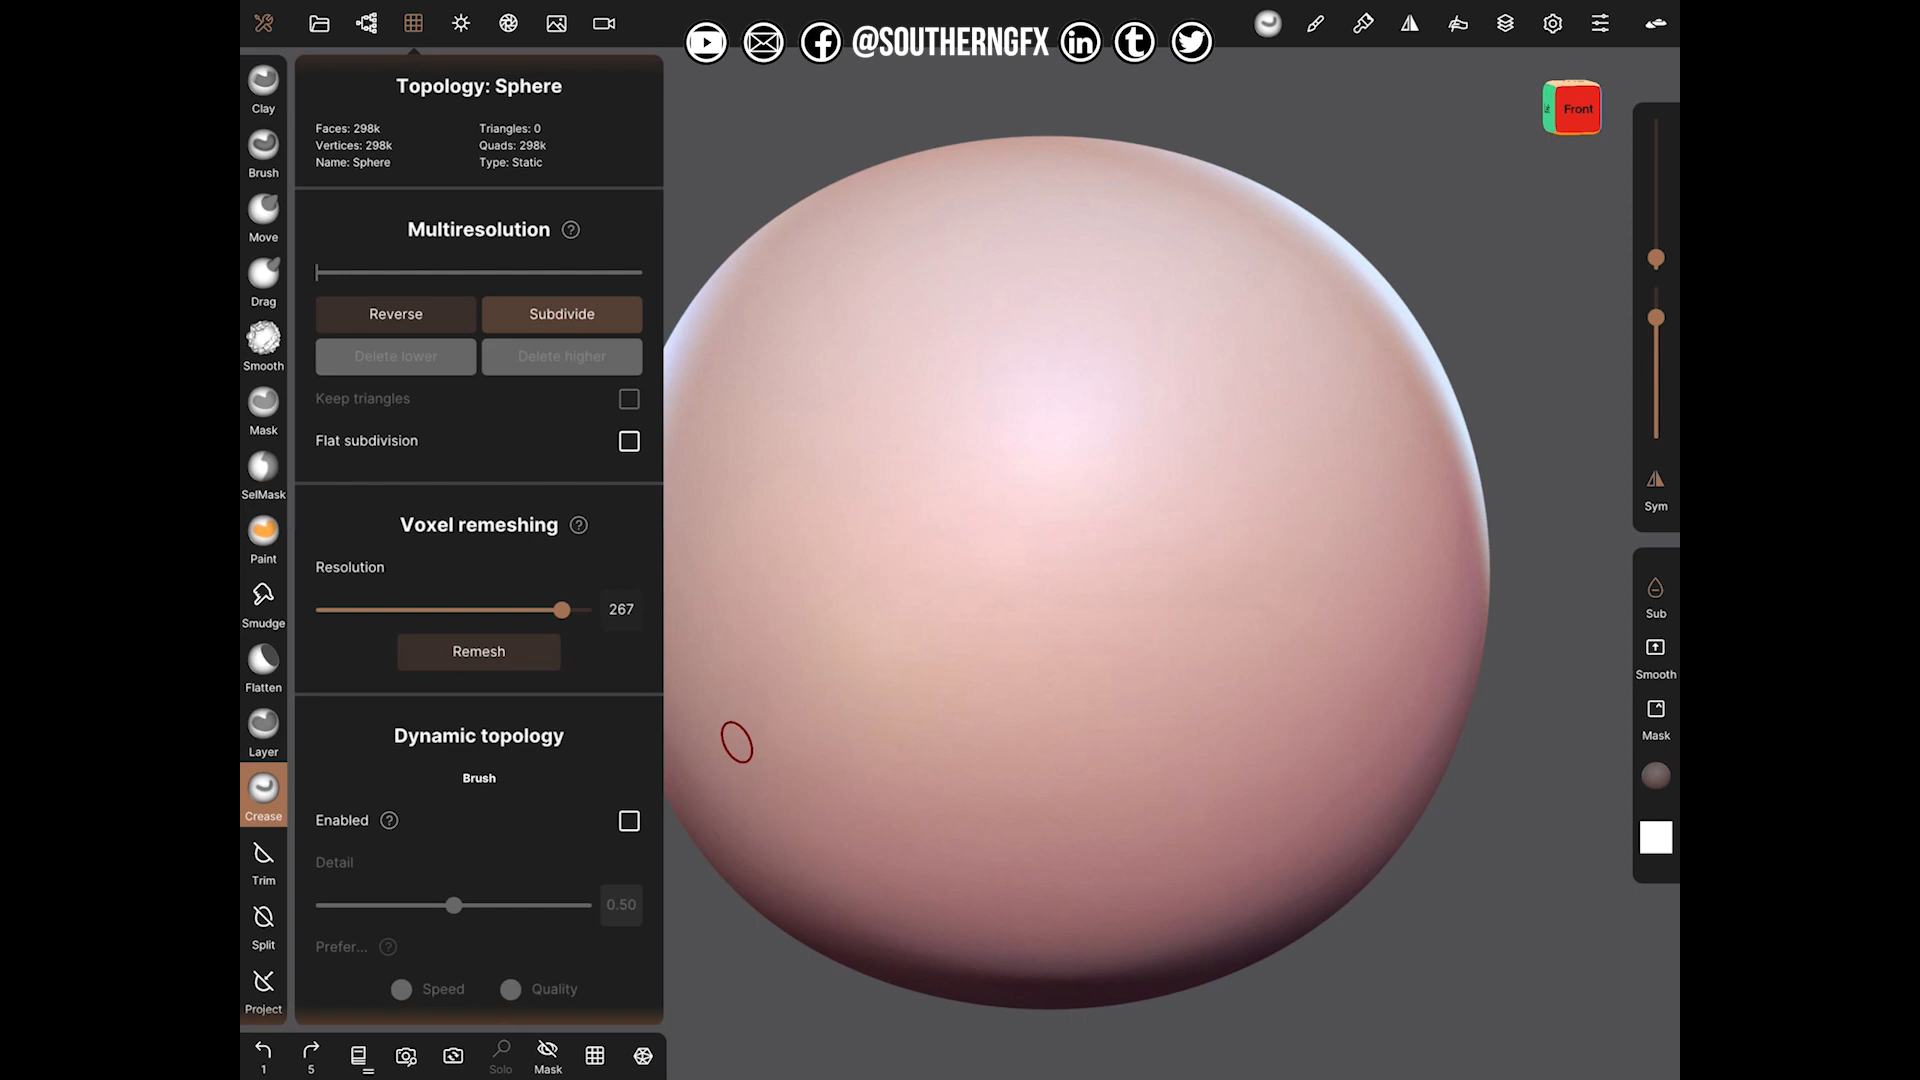 @SOUTHERNGFX
Topology: Sphere
Faces: 298k
Triangles: 0
Vertices: 298k
Quads: 298k
Name: Sphere
Type: Static
Multiresolution ?
Reverse
Subdivide
Delete lower
Delete higher
Keep triangles
Flat subdivision
Voxel remeshing ?
Resolution
267
Remesh
Dynamic topology
Brush
Enabled ?
Detail
0.50
Prefer... ?
Speed
Quality
Clay
Brush
Move
Drag
Smooth
Mask
SelMask
Paint
Smudge
Flatten
Layer
Crease
Trim
Split
Project
1
5
Solo
Mask
Front
Sym
Sub
Smooth
Mask